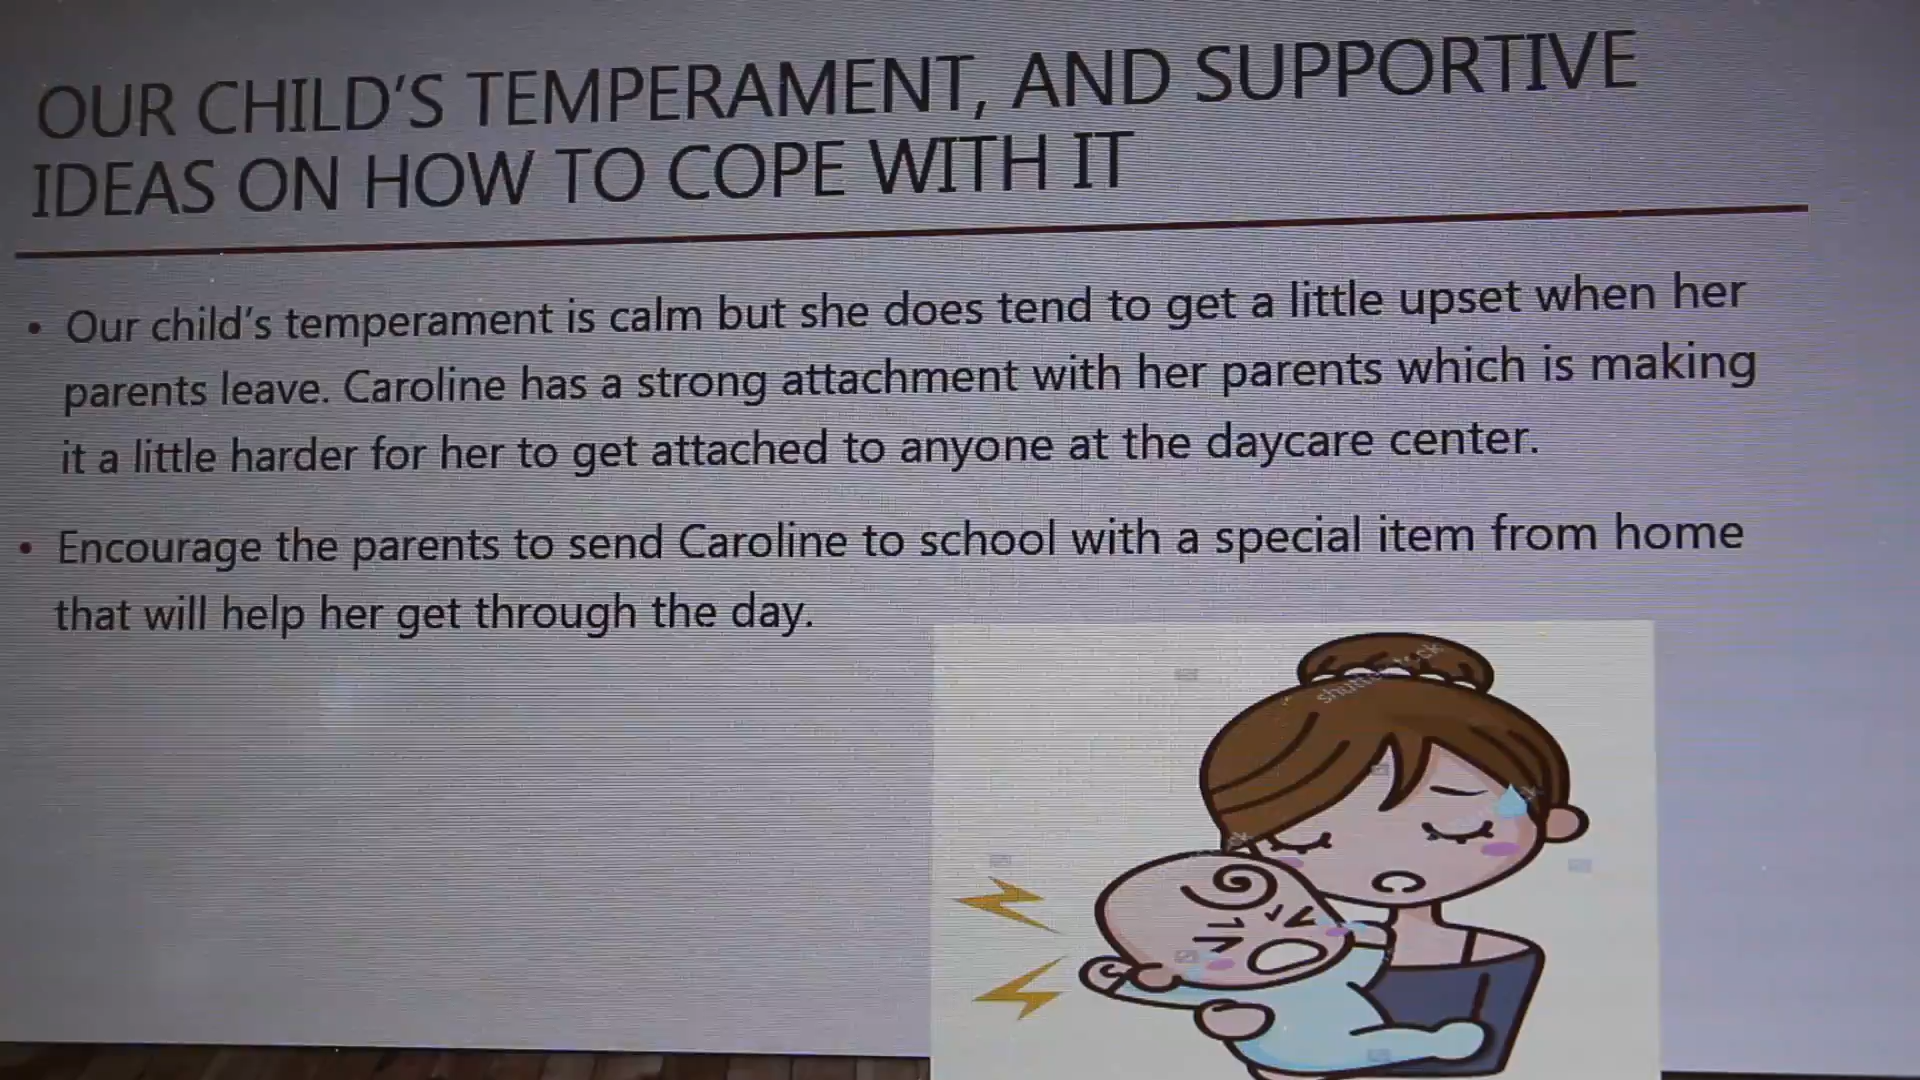 OUR CHILD'S TEMPERAMENT, AND SUPPORTIVE
IDEAS ON HOW TO COPE WITH IT
• Our child's temperament is calm but she does tend to get a little upset when her
parents leave. Caroline has a strong attachment with her parents which is making
it a little harder for her to get attached to anyone at the daycare center.
• Encourage the parents to send Caroline to school with a special item from home
that will help her get through the day.
shutterstock